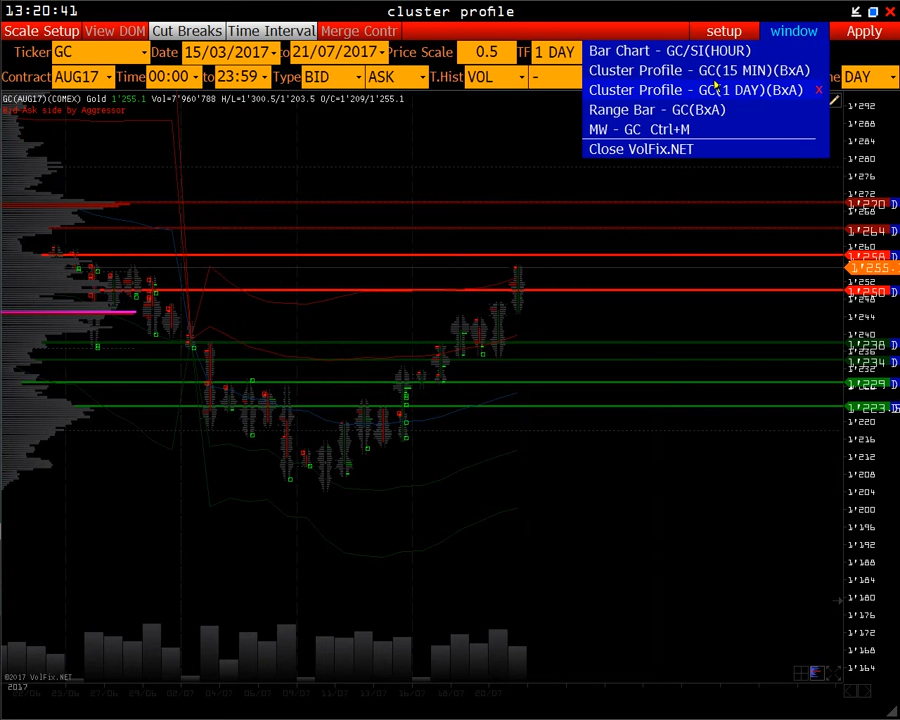 13:20:41 cluster profile
Scale Setup View DOM Cut Breaks Time Interval Merge Contr setup window Apply
Ticker GC Date 15/03/2017 to 21/07/2017 Price Scale 0.5 TF 1 DAY
Contract AUG17 Time 00:00 to 23:59 Type BID ASK T.Hist VOL - DAY
Bar Chart - GC/SI(HOUR)
Cluster Profile - GC(15 MIN)(BxA)
Cluster Profile - GC(1 DAY)(BxA) x
Range Bar - GC(BxA)
MW - GC Ctrl+M
Close VolFix.NET
GC(AUG17)(COMEX) Gold 1'255.1 Vol=7'960'788 H/L=1'300.5/1'203.5 O/C=1'209/1'255.1
Bid Ask side by Aggressor
1'292
1'288
1'284
1'280
1'276
1'272
1'270 D
1'268
1'264 D
1'260
1'258 D
1'255.
1'252
1'250 D
1'248
1'244
1'240
1'238 D
1'236
1'234 D
1'232
1'229 D
1'223.
1'220
1'216
1'212
1'208
1'204
1'200
1'196
1'192
1'188
1'184
1'180
1'176
1'172
1'168
1'164
©2017 VolFix.NET
2017
22/06 25/06 27/06 29/06 02/07 04/07 06/07 09/07 11/07 13/07 16/07 18/07 20/07